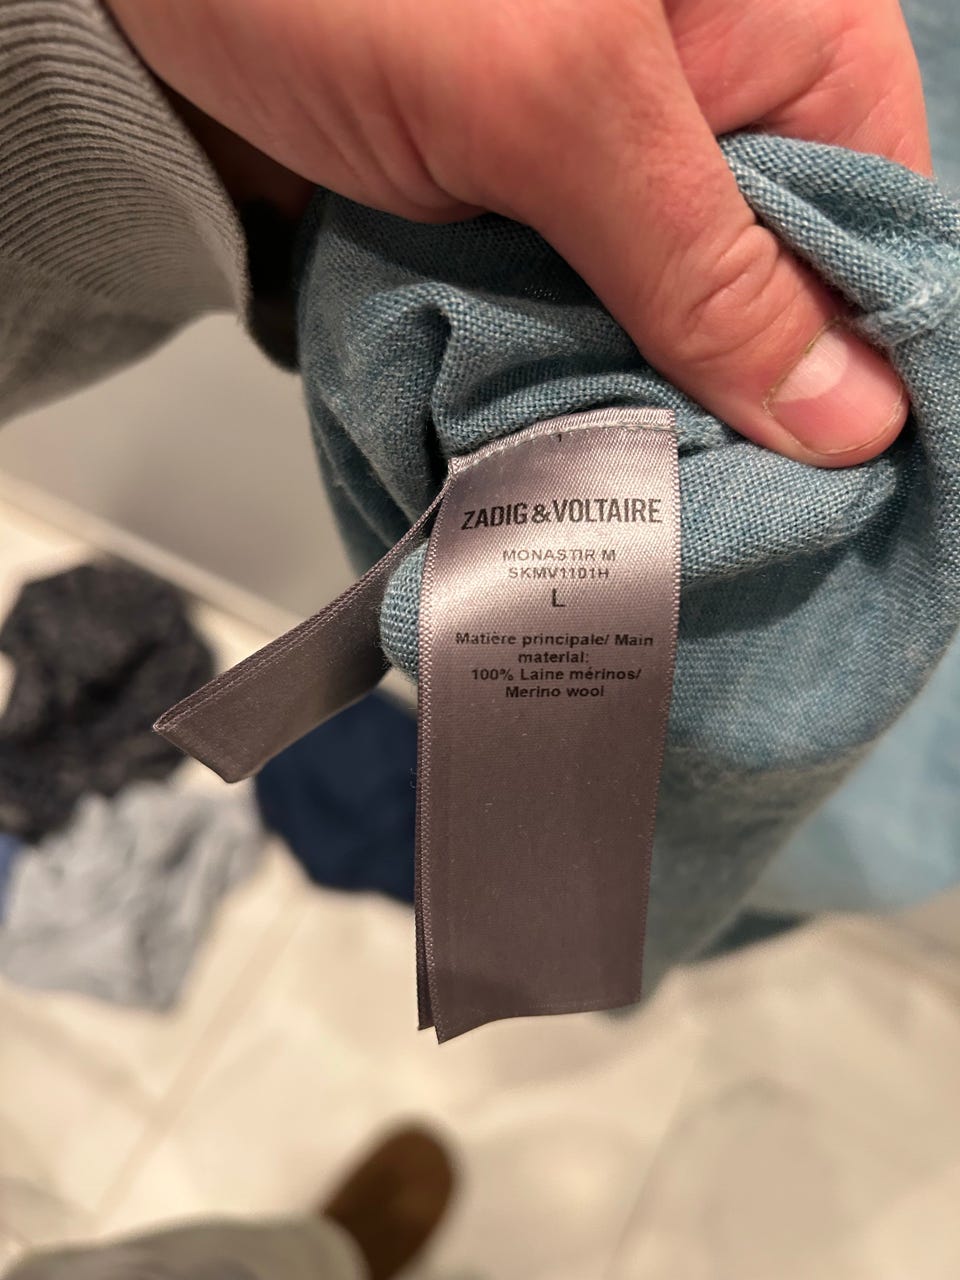 ZADIG&VOLTAIRE
MONASTIR M
SKMV1101H
L
Matière principale/ Main
material:
100% Laine mérinos/
Merino wool